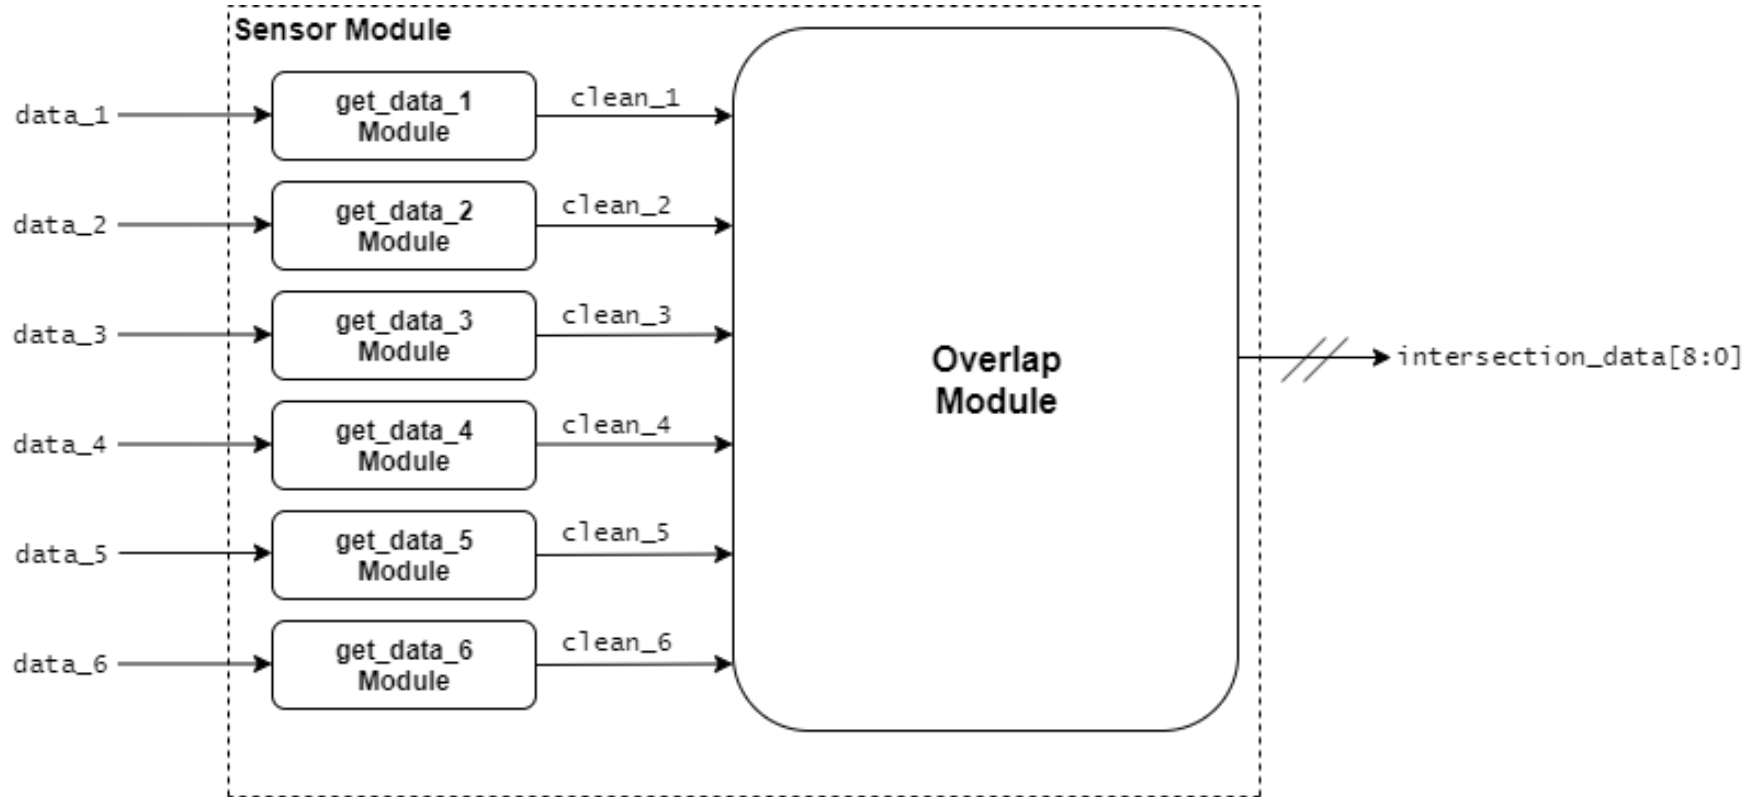 Sensor Module
data_1
get_data_1
Module
clean_1
data_2
get_data_2
Module
clean_2
data_3
get_data_3
Module
clean_3
data_4
get_data_4
Module
clean_4
data_5
get_data_5
Module
clean_5
data_6
get_data_6
Module
clean_6
Overlap
Module
intersection_data[8:0]